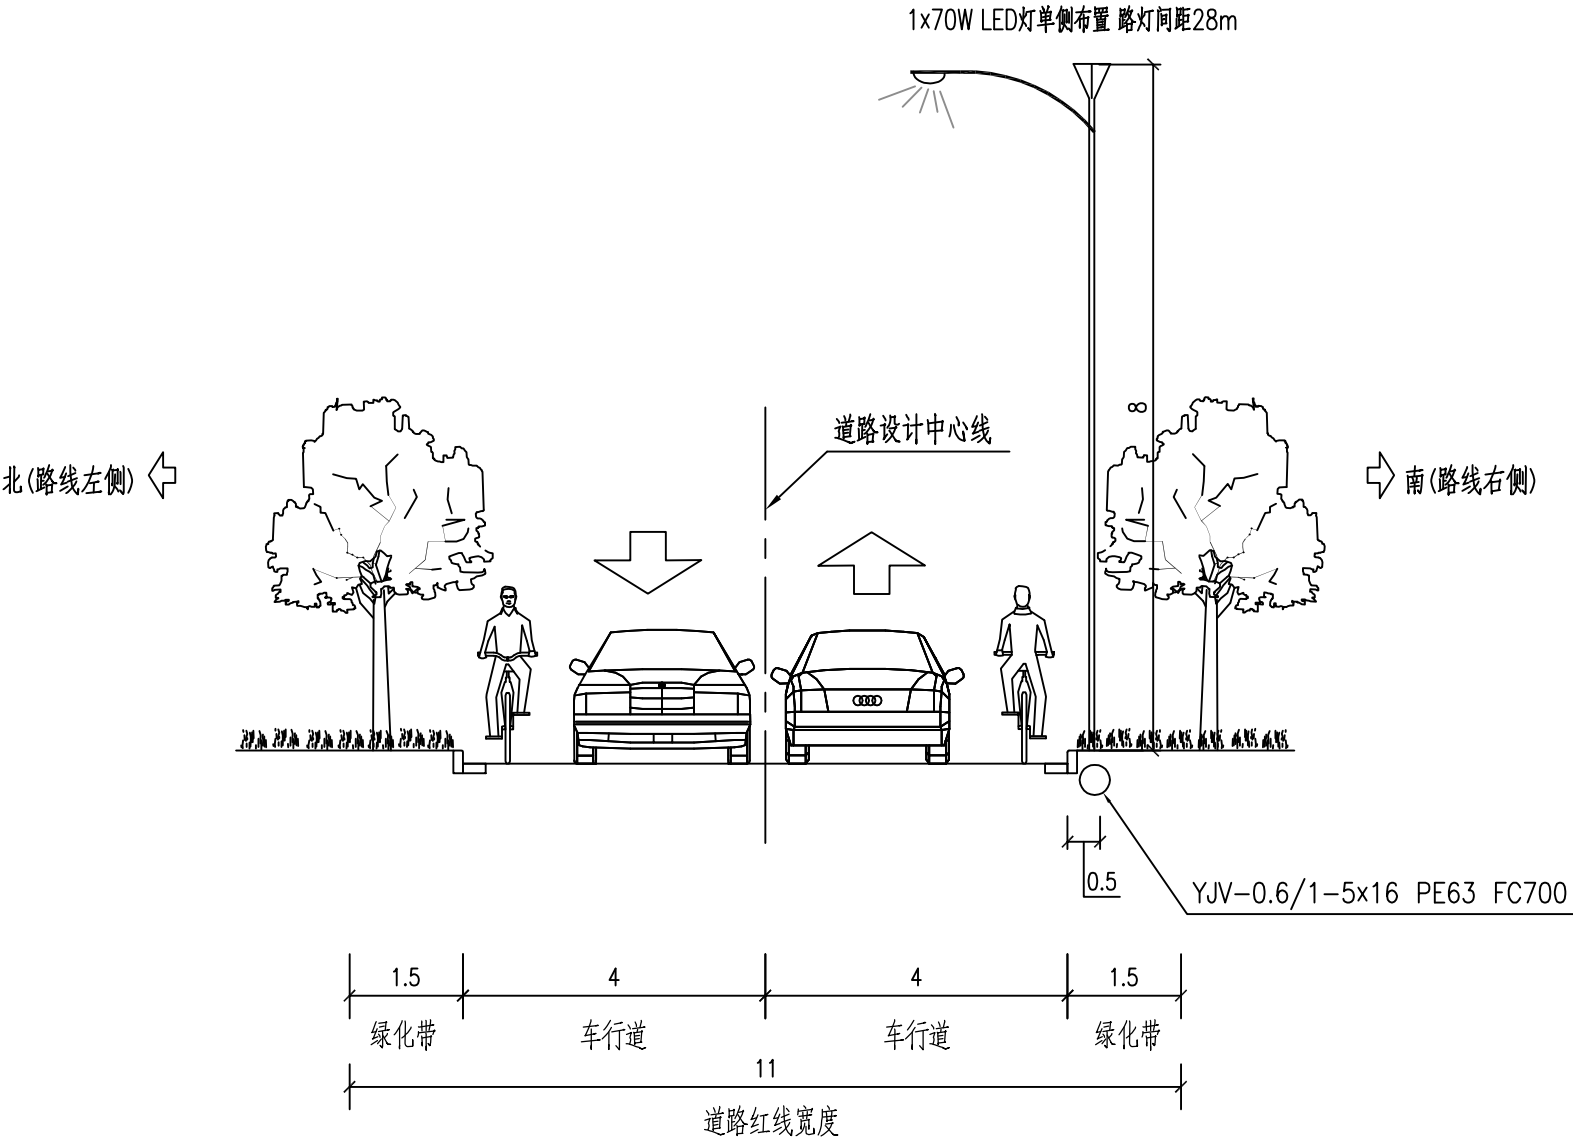 1x70W LED灯单侧布置 路灯间距28m
8
道路设计中心线
北(路线左侧)
南(路线右侧)
0.5
YJV-0.6/1-5x16 PE63 FC700
1.5
4
4
1.5
绿化带
车行道
车行道
绿化带
11
道路红线宽度